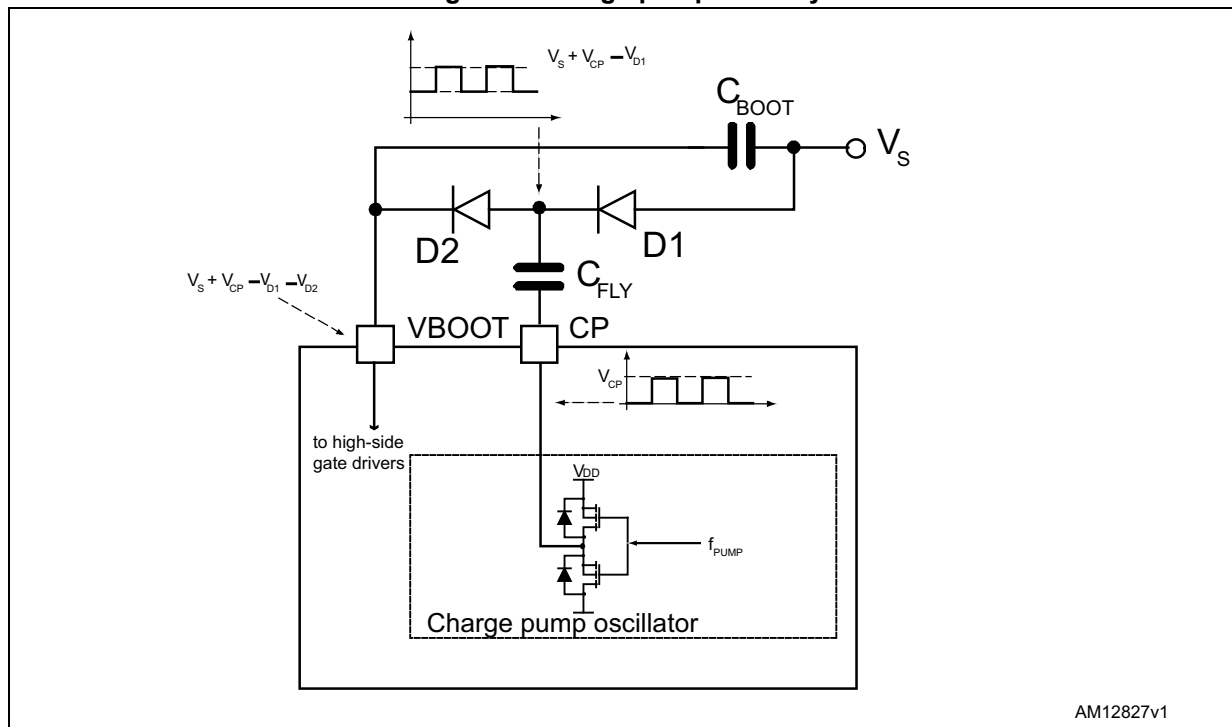 V_S + V_CP – V_D1
C_BOOT
V_S
D2
D1
C_FLY
V_S + V_CP – V_D1 – V_D2
VBOOT
CP
V_CP
to high-side
gate drivers
V_DD
f_PUMP
Charge pump oscillator
AM12827v1